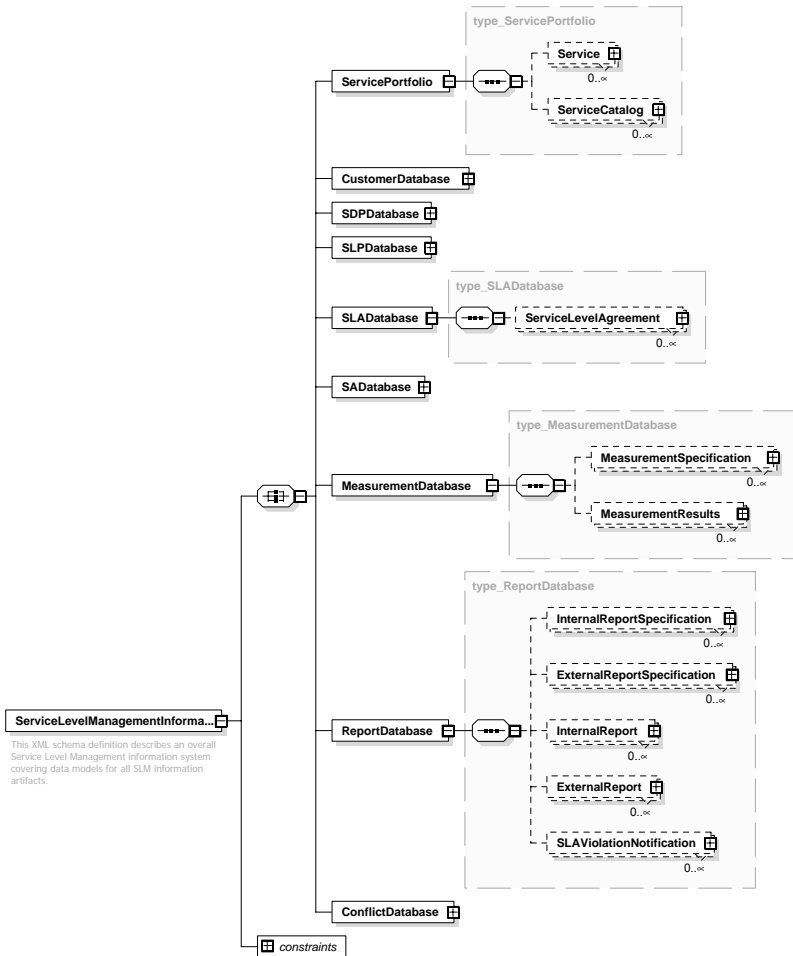 type_ServicePortfolio
Service
0..∞
ServicePortfolio
ServiceCatalog
0..∞
CustomerDatabase
SDPDatabase
SLPDatabase
type_SLADatabase
SLADatabase
ServiceLevelAgreement
0..∞
SADatabase
type_MeasurementDatabase
MeasurementSpecification
0..∞
MeasurementDatabase
MeasurementResults
0..∞
type_ReportDatabase
InternalReportSpecification
0..∞
ExternalReportSpecification
0..∞
ServiceLevelManagementInforma...
This XML schema definition describes an overall
Service Level Management information system
covering data models for all SLM information
artifacts.
ReportDatabase
InternalReport
0..∞
ExternalReport
0..∞
SLAViolationNotification
0..∞
ConflictDatabase
constraints